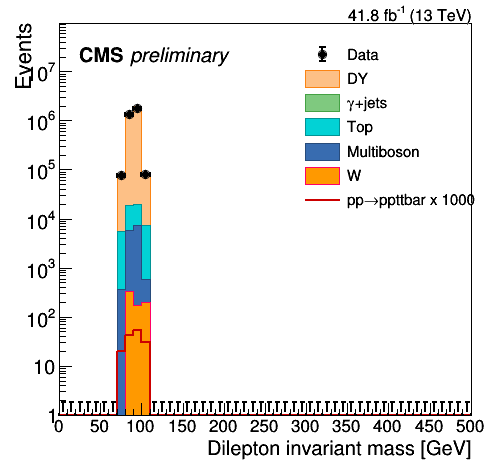 41.8 fb⁻¹ (13 TeV)
Events
CMS preliminary
Data
DY
γ+jets
Top
Multiboson
W
pp→ppttbar x 1000
10⁷
10⁶
10⁵
10⁴
10³
10²
10
1
0 50 100 150 200 250 300 350 400 450 500
Dilepton invariant mass [GeV]